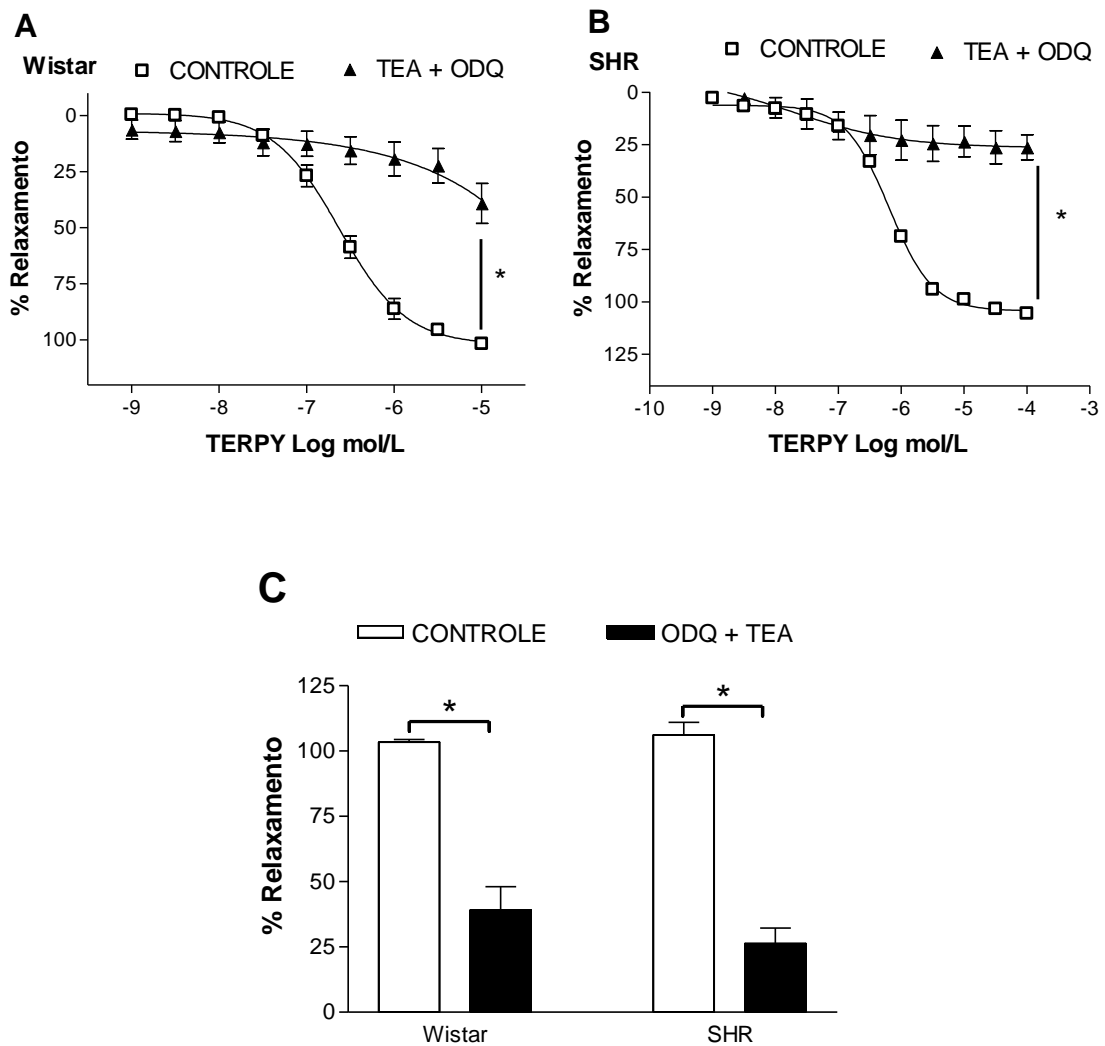 A
Wistar
CONTROLE
TEA + ODQ
0
25
50
75
100
% Relaxamento
*
-9
-8
-7
-6
-5
TERPY Log mol/L
B
SHR
CONTROLE
TEA + ODQ
0
25
50
75
100
125
% Relaxamento
*
-10
-9
-8
-7
-6
-5
-4
-3
TERPY Log mol/L
C
CONTROLE
ODQ + TEA
125
100
75
50
25
0
% Relaxamento
*
*
Wistar
SHR